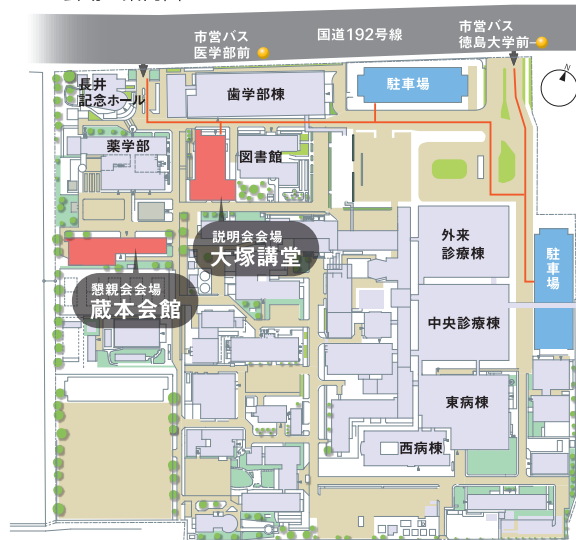 市営バス
医学部前
国道192号線
市営バス
徳島大学前
N
長井
記念ホール
歯学部棟
駐車場
薬学部
図書館
説明会会場
大塚講堂
外来
診療棟
駐車場
懇親会会場
蔵本会館
中央診療棟
東病棟
西病棟